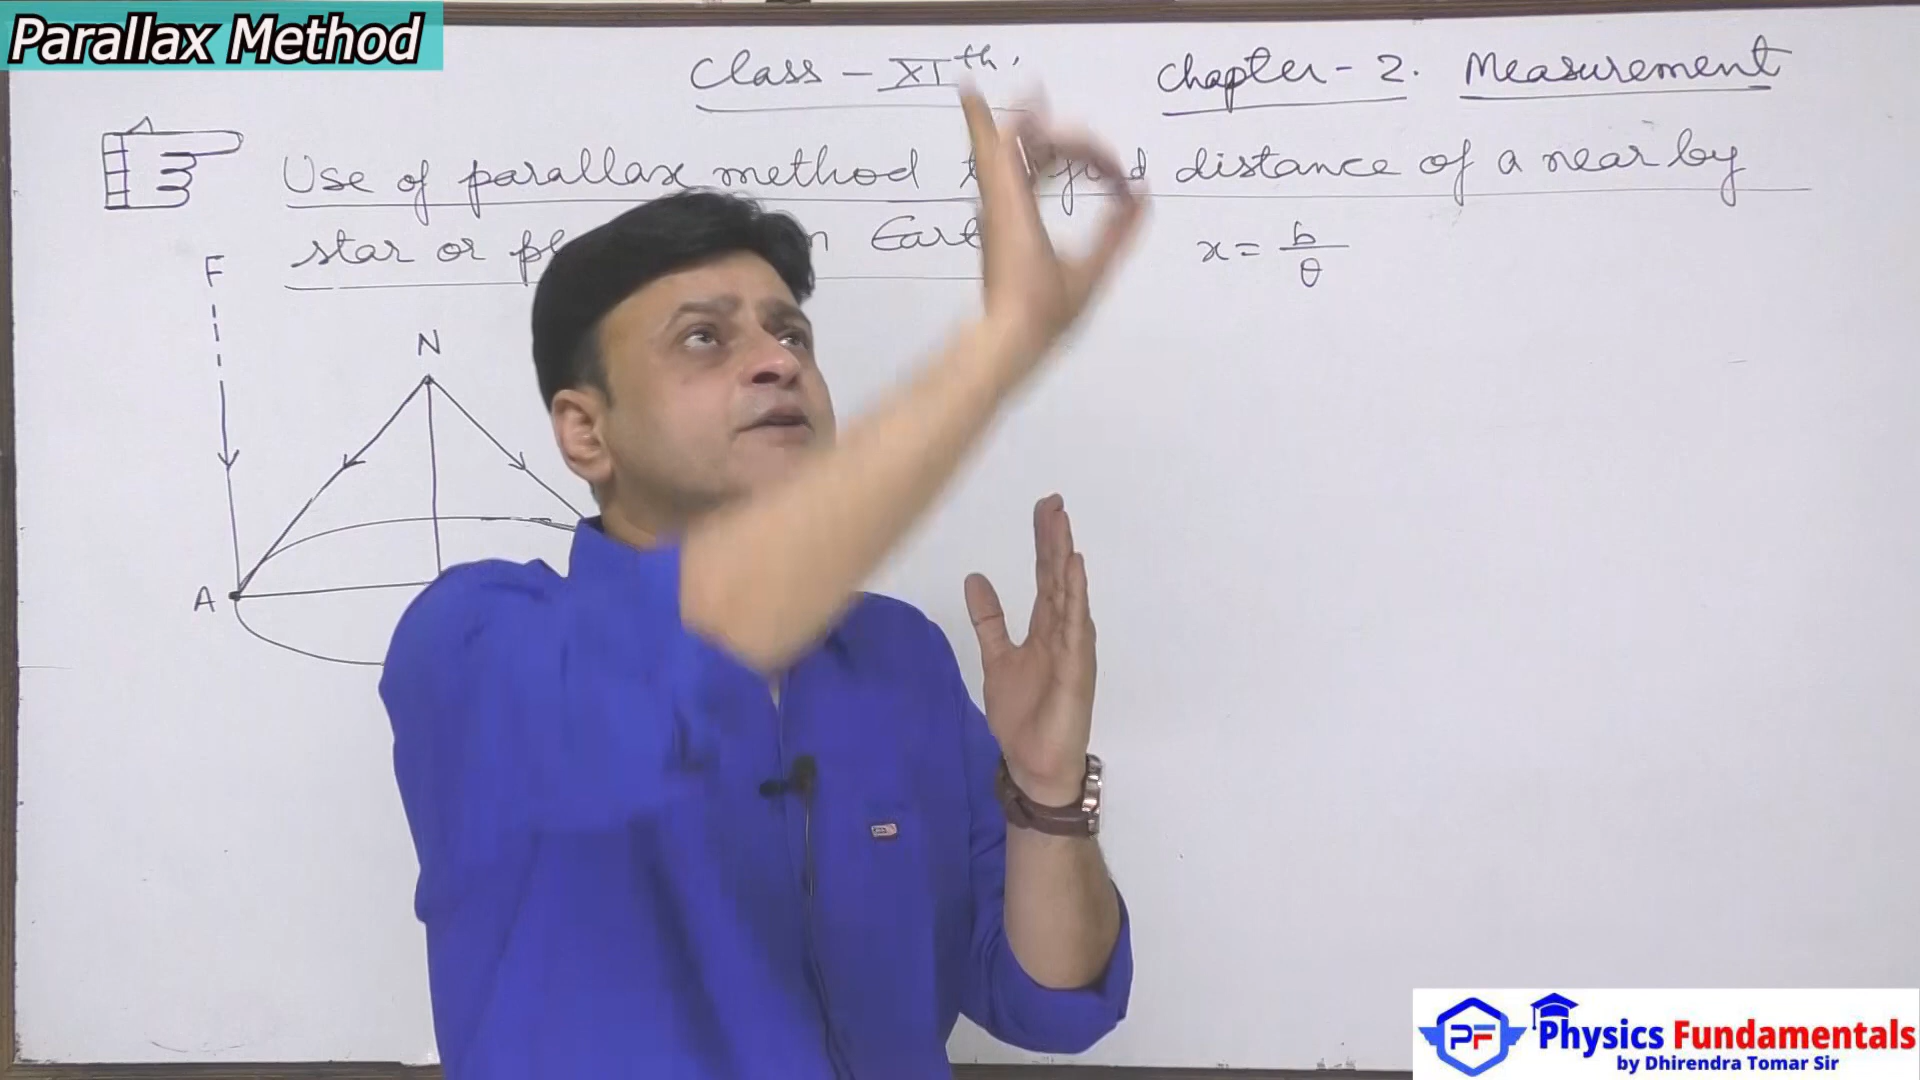 Parallax Method
Class - XIth. Chapter - 2. Measurement
Use of parallax method distance of a near by
star or
x = b/θ
F
N
A
PF Physics Fundamentals
by Dhirendra Tomar Sir